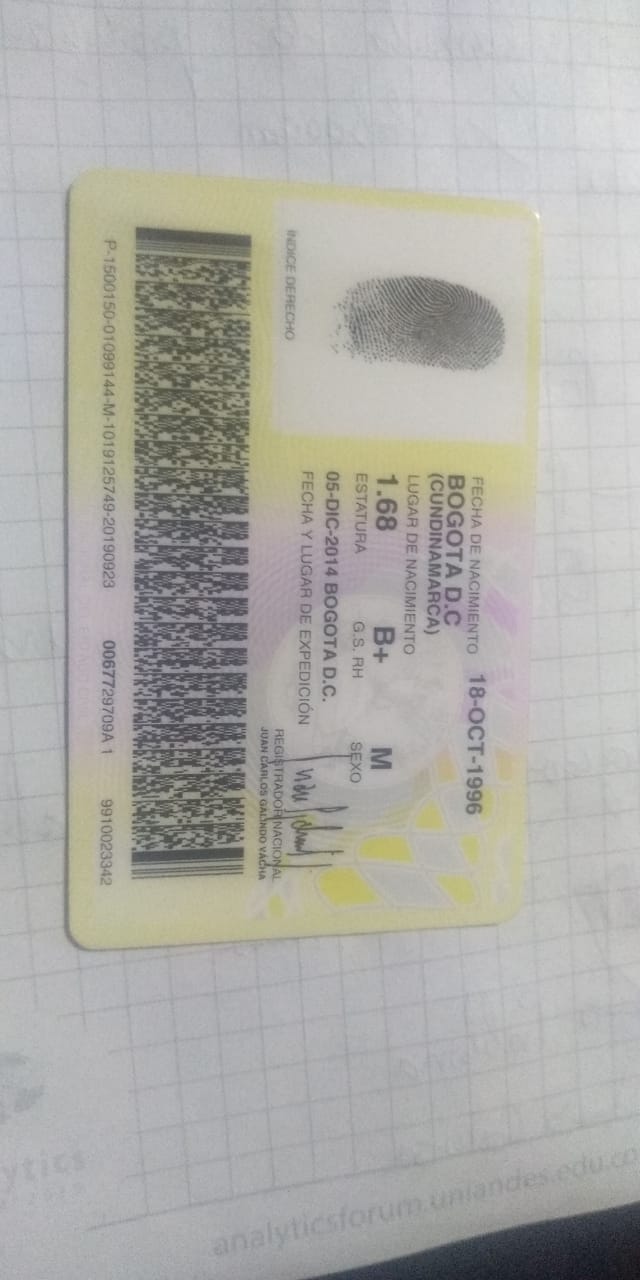 FECHA DE NACIMIENTO 18-OCT-1996
BOGOTA D.C
(CUNDINAMARCA)
LUGAR DE NACIMIENTO
1.68 B+ M
ESTATURA G.S. RH SEXO
05-DIC-2014 BOGOTA D.C.
FECHA Y LUGAR DE EXPEDICIÓN
INDICE DERECHO
REGISTRADOR NACIONAL
JUAN CARLOS GALINDO VACHA
P-1500150-01099144-M-1019125749-20190923 0067729709A 1 9910023342
analyticsforum.uniandes.edu.co